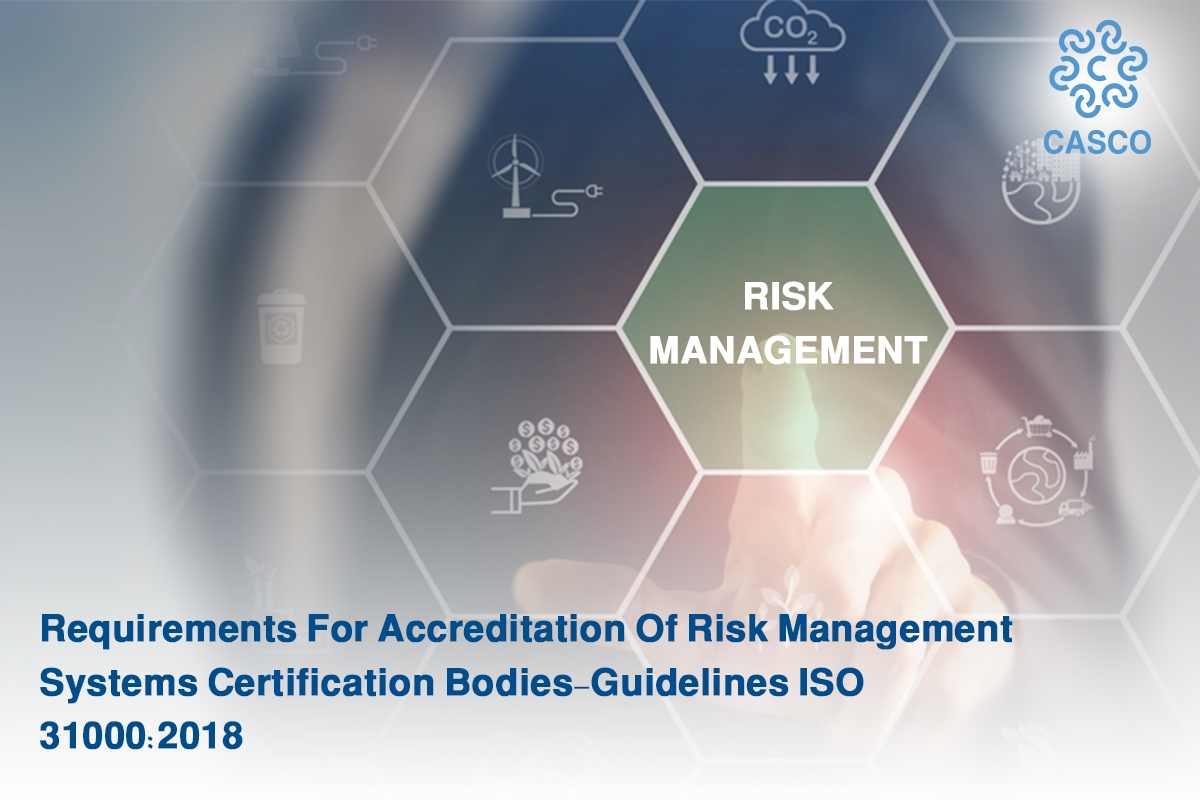 CO₂
CASCO
RISK
MANAGEMENT
Requirements For Accreditation Of Risk Management
Systems Certification Bodies–Guidelines ISO
31000:2018